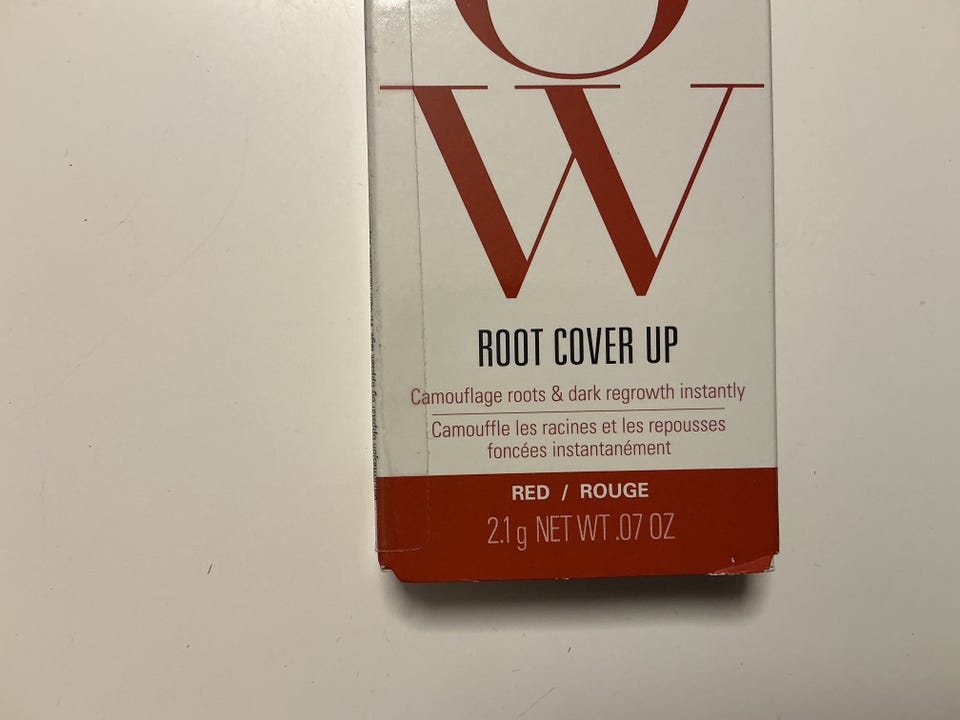 OW
ROOT COVER UP
Camouflage roots & dark regrowth instantly
Camouffle les racines et les repousses
foncées instantanément
RED / ROUGE
2.1 g NET WT .07 OZ